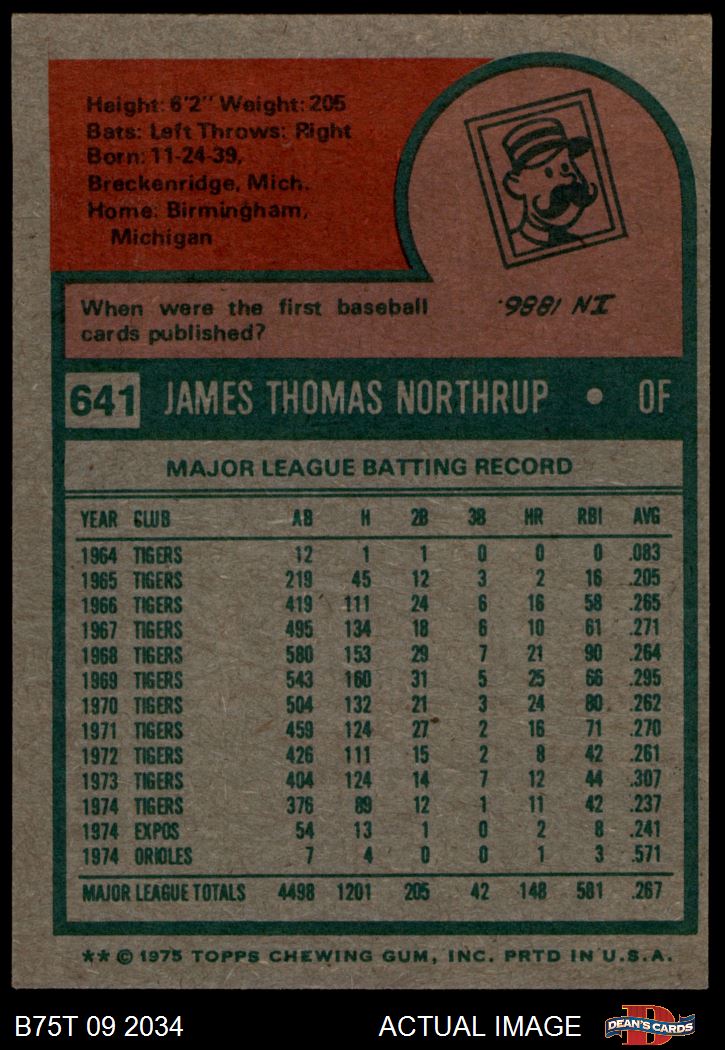 Height: 6'2" Weight: 205
Bats: Left Throws: Right
Born: 11-24-39,
Breckenridge, Mich.
Home: Birmingham,
Michigan
When were the first baseball
cards published?
IN 1886.
641 JAMES THOMAS NORTHRUP • OF
MAJOR LEAGUE BATTING RECORD
YEAR CLUB AB H 2B 3B HR RBI AVG
1964 TIGERS 12 1 1 0 0 0 .083
1965 TIGERS 219 45 12 3 2 16 .205
1966 TIGERS 419 111 24 6 16 58 .265
1967 TIGERS 495 134 18 6 10 61 .271
1968 TIGERS 580 153 29 7 21 90 .264
1969 TIGERS 543 160 31 5 25 66 .295
1970 TIGERS 504 132 21 3 24 80 .262
1971 TIGERS 459 124 27 2 16 71 .270
1972 TIGERS 426 111 15 2 8 42 .261
1973 TIGERS 404 124 14 7 12 44 .307
1974 TIGERS 376 89 12 1 11 42 .237
1974 EXPOS 54 13 1 0 2 8 .241
1974 ORIOLES 7 4 0 0 1 3 .571
MAJOR LEAGUE TOTALS 4498 1201 205 42 148 581 .267
** © 1975 TOPPS CHEWING GUM, INC. PRTD IN U.S.A.
B75T 09 2034 ACTUAL IMAGE DEAN'S CARDS